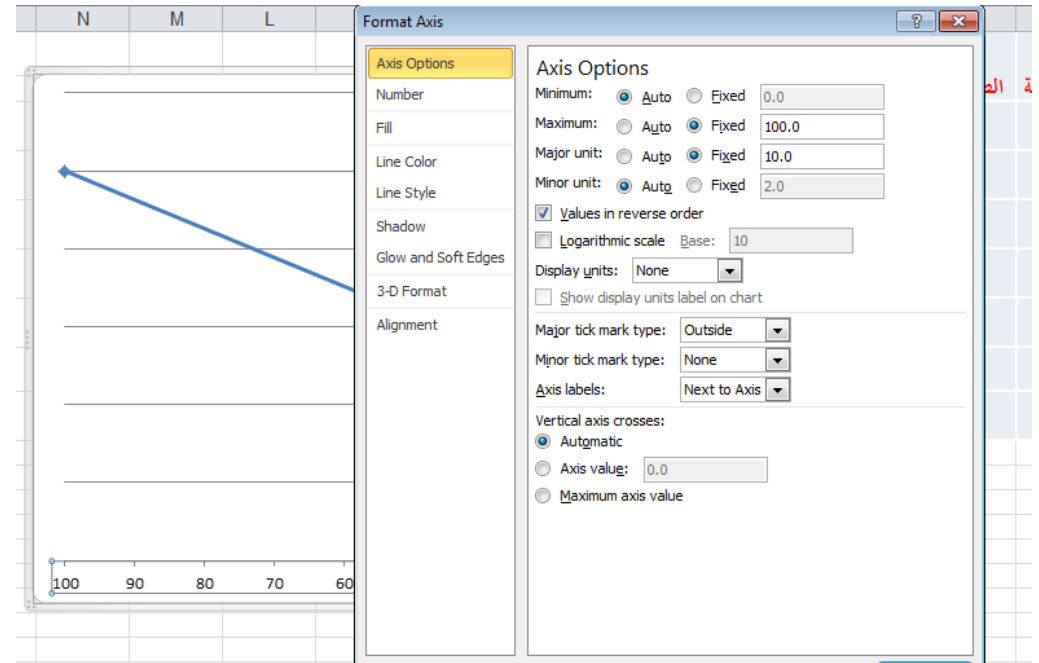 N M L
Format Axis
ة الط
Axis Options
Number
Fill
Line Color
Line Style
Shadow
Glow and Soft Edges
3-D Format
Alignment
Axis Options
Minimum: Auto Fixed 0.0
Maximum: Auto Fixed 100.0
Major unit: Auto Fixed 10.0
Minor unit: Auto Fixed 2.0
Values in reverse order
Logarithmic scale Base: 10
Display units: None
Show display units label on chart
Major tick mark type: Outside
Minor tick mark type: None
Axis labels: Next to Axis
Vertical axis crosses:
Automatic
Axis value: 0.0
Maximum axis value
100 90 80 70 60